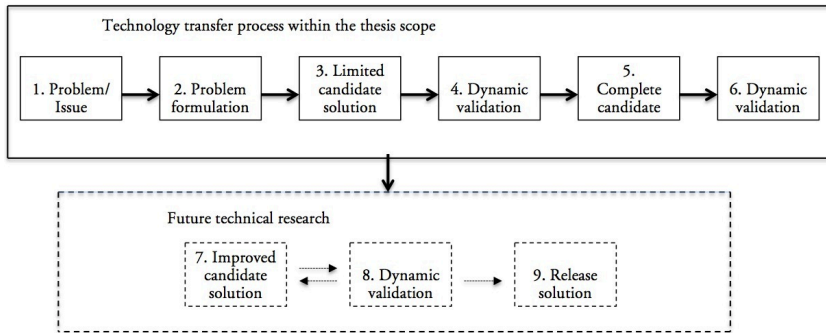 Technology transfer process within the thesis scope
1. Problem/
Issue
2. Problem
formulation
3. Limited
candidate
solution
4. Dynamic
validation
5.
Complete
candidate
6. Dynamic
validation
Future technical research
7. Improved
candidate
solution
8. Dynamic
validation
9. Release
solution